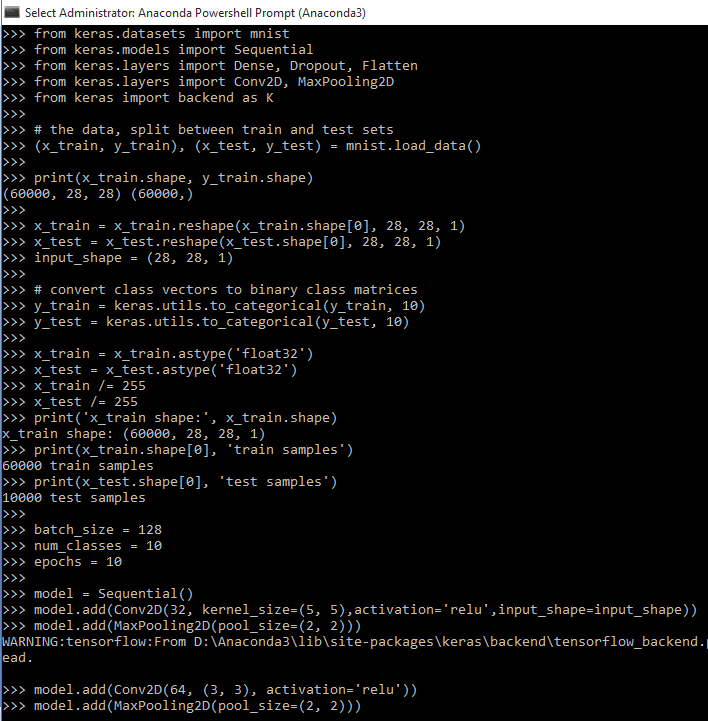 Select Administrator: Anaconda Powershell Prompt (Anaconda3)
>>> from keras.datasets import mnist
>>> from keras.models import Sequential
>>> from keras.layers import Dense, Dropout, Flatten
>>> from keras.layers import Conv2D, MaxPooling2D
>>> from keras import backend as K
>>>
>>> # the data, split between train and test sets
>>> (x_train, y_train), (x_test, y_test) = mnist.load_data()
>>>
>>> print(x_train.shape, y_train.shape)
(60000, 28, 28) (60000,)
>>>
>>> x_train = x_train.reshape(x_train.shape[0], 28, 28, 1)
>>> x_test = x_test.reshape(x_test.shape[0], 28, 28, 1)
>>> input_shape = (28, 28, 1)
>>>
>>> # convert class vectors to binary class matrices
>>> y_train = keras.utils.to_categorical(y_train, 10)
>>> y_test = keras.utils.to_categorical(y_test, 10)
>>>
>>> x_train = x_train.astype('float32')
>>> x_test = x_test.astype('float32')
>>> x_train /= 255
>>> x_test /= 255
>>> print('x_train shape:', x_train.shape)
x_train shape: (60000, 28, 28, 1)
>>> print(x_train.shape[0], 'train samples')
60000 train samples
>>> print(x_test.shape[0], 'test samples')
10000 test samples
>>>
>>> batch_size = 128
>>> num_classes = 10
>>> epochs = 10
>>>
>>> model = Sequential()
>>> model.add(Conv2D(32, kernel_size=(5, 5),activation='relu',input_shape=input_shape))
>>> model.add(MaxPooling2D(pool_size=(2, 2)))
WARNING:tensorflow:From D:\Anaconda3\lib\site-packages\keras\backend\tensorflow_backend.p
ead.
>>> model.add(Conv2D(64, (3, 3), activation='relu'))
>>> model.add(MaxPooling2D(pool_size=(2, 2)))